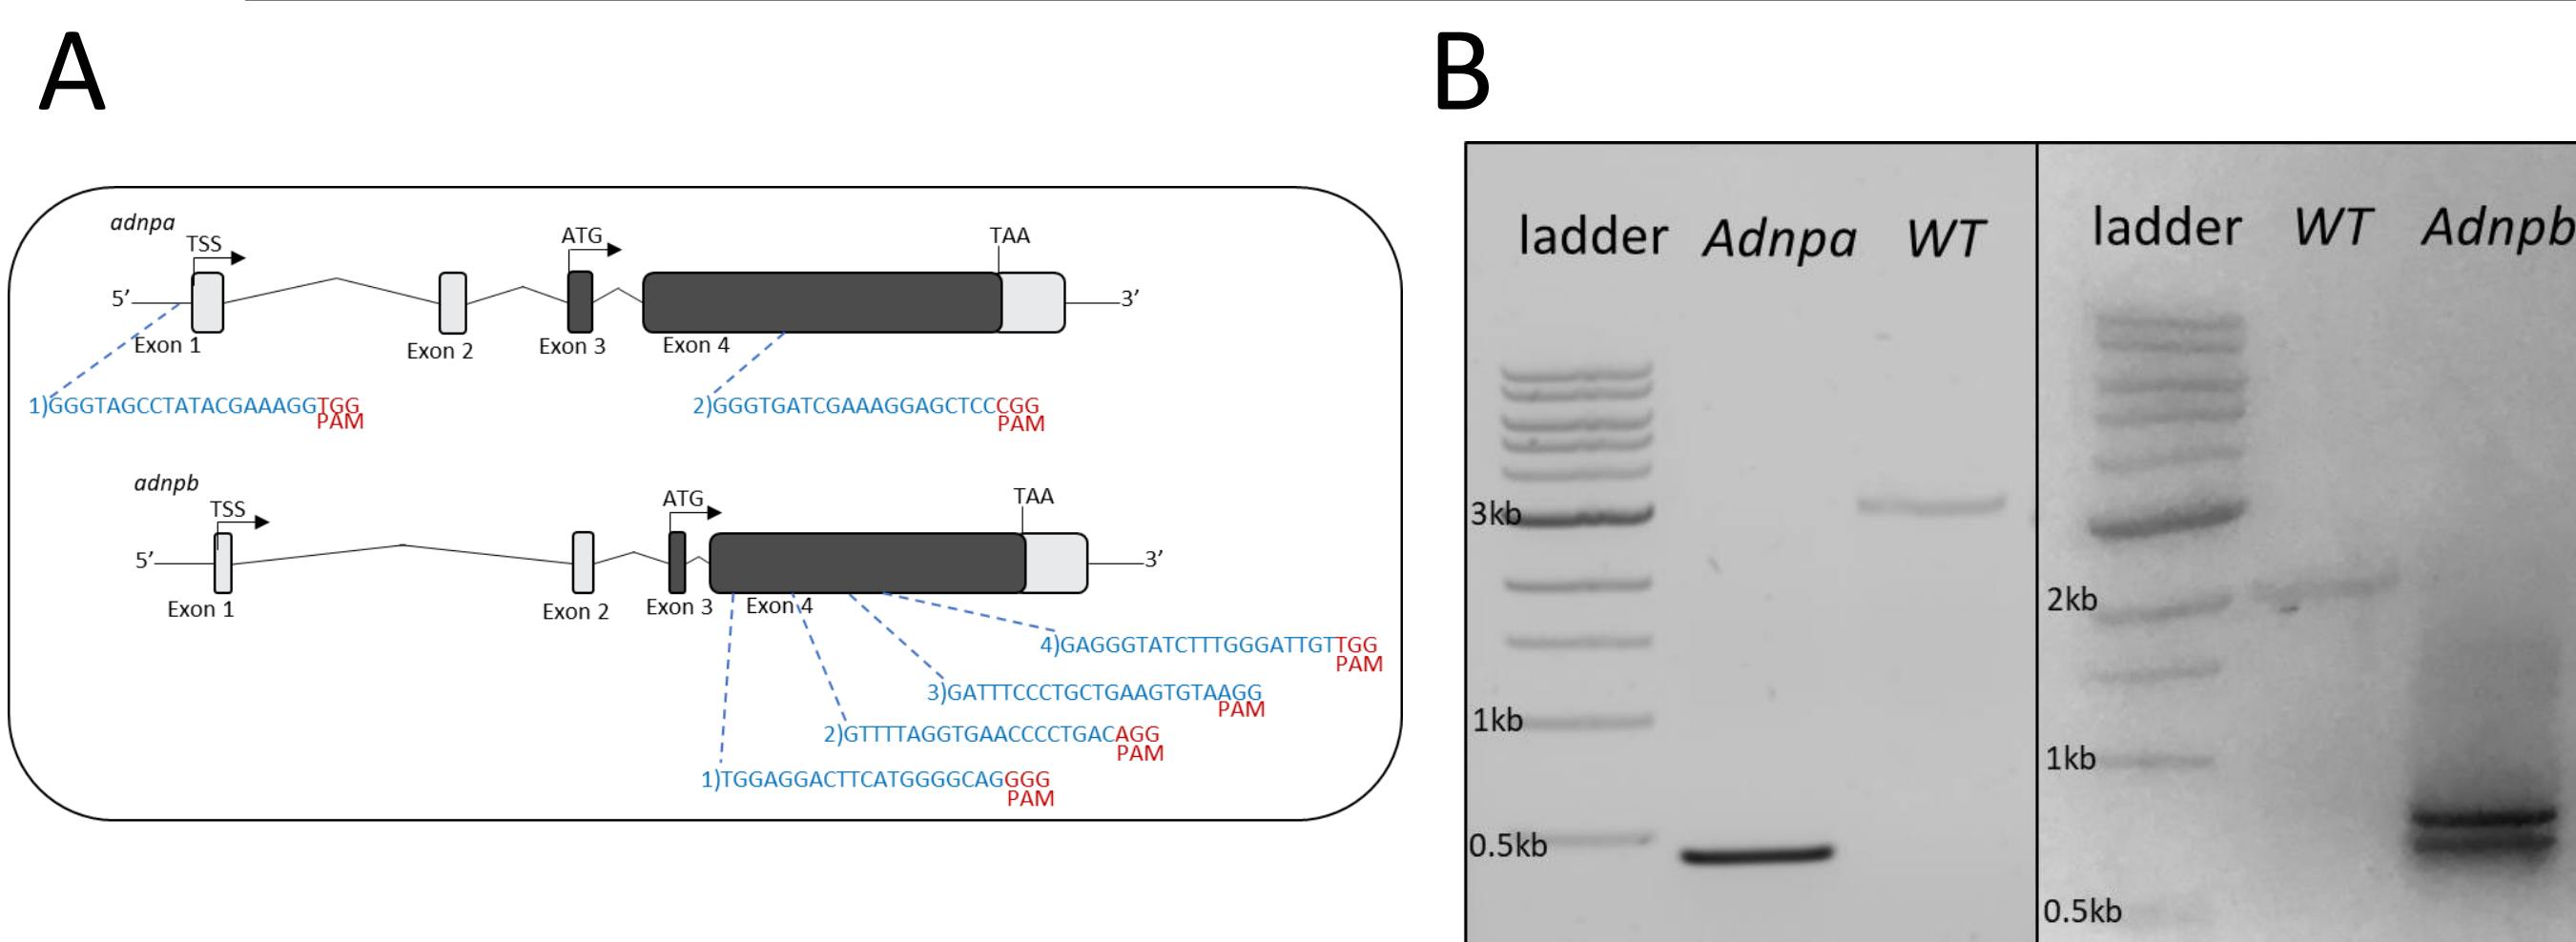 A
B
adnpa
TSS
ATG
TAA
5’
3’
Exon 1
Exon 2
Exon 3
Exon 4
1)GGGTAGCCTATACGAAAGGTGG
PAM
2)GGGTGATCGAAAGGAGCTCCCGG
PAM
adnpb
TSS
ATG
TAA
5’
3’
Exon 1
Exon 2
Exon 3
Exon 4
4)GAGGGTATCTTTGGGATTGTTGG
PAM
3)GATTTCCCTGCTGAAGTGTAAGG
PAM
2)GTTTTAGGTGAACCCCTGACAGG
PAM
1)TGGAGGACTTCATGGGGCAGGGG
PAM
ladder Adnpa WT
3kb
1kb
0.5kb
ladder WT Adnpb
2kb
1kb
0.5kb